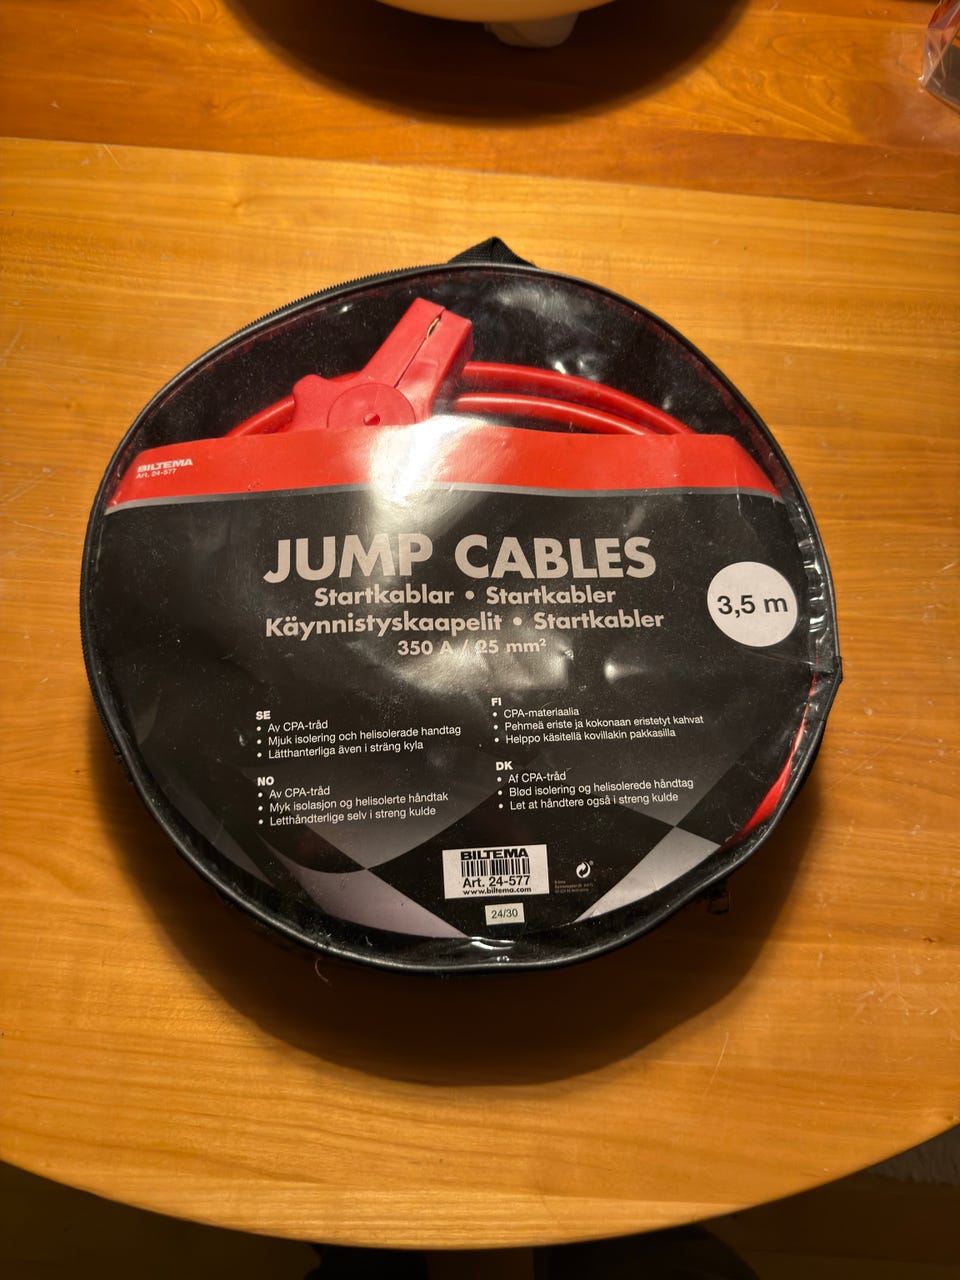 BILTEMA
Art. 24-577
JUMP CABLES
Startkablar • Startkabler
Käynnistyskaapelit • Startkabler
350 A / 25 mm²
3,5 m
SE
• Av CPA-tråd
• Mjuk isolering och helisolerade handtag
• Lätthanterliga även i sträng kyla
NO
• Av CPA-tråd
• Myk isolasjon og helisolerte håndtak
• Letthåndterlige selv i streng kulde
FI
• CPA-materiaalia
• Pehmeä eriste ja kokonaan eristetyt kahvat
• Helppo käsitellä kovillakin pakkasilla
DK
• Af CPA-tråd
• Blød isolering og helisolerede håndtag
• Let at håndtere også i streng kulde
BILTEMA
Art. 24-577
www.biltema.com
24/30